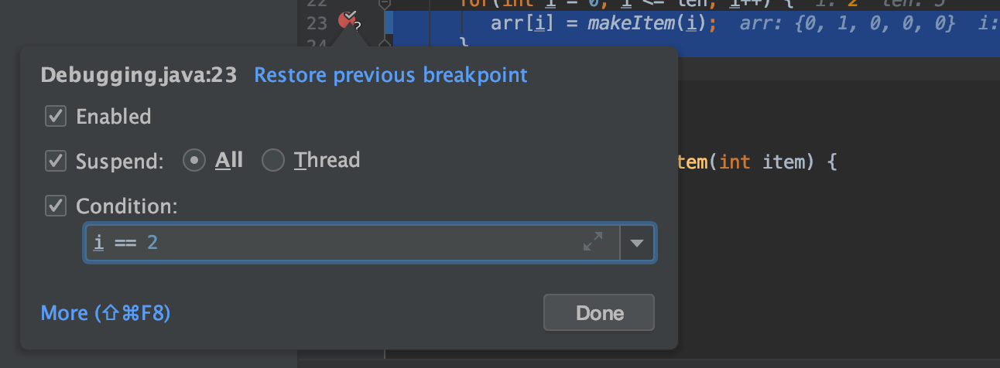 22 for(int i = 0; i <= len; i++) { i: 2 len: 5
23 arr[i] = makeItem(i); arr: {0, 1, 0, 0, 0} i:
24 }
Debugging.java:23 Restore previous breakpoint
Enabled
Suspend: All Thread
tem(int item) {
Condition:
i == 2
More (⇧⌘F8) Done